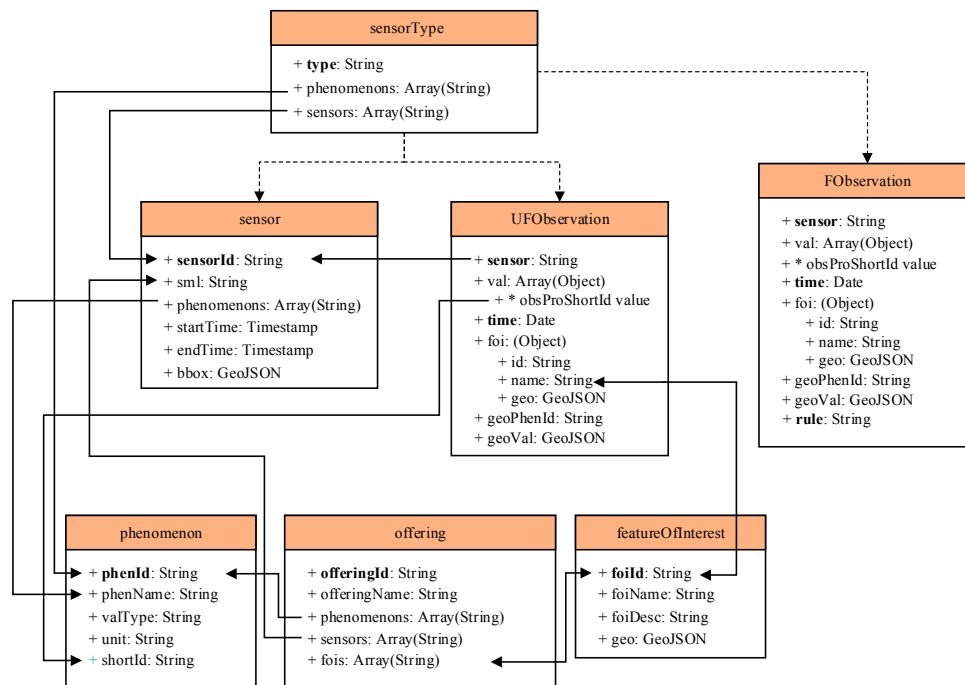 sensorType
+ type: String
+ phenomenons: Array(String)
+ sensors: Array(String)
sensor
+ sensorId: String
+ sml: String
+ phenomenons: Array(String)
+ startTime: Timestamp
+ endTime: Timestamp
+ bbox: GeoJSON
UFObservation
+ sensor: String
+ val: Array(Object)
+ * obsProShortId value
+ time: Date
+ foi: (Object)
+ id: String
+ name: String
+ geo: GeoJSON
+ geoPhenId: String
+ geoVal: GeoJSON
FObservation
+ sensor: String
+ val: Array(Object)
+ * obsProShortId value
+ time: Date
+ foi: (Object)
+ id: String
+ name: String
+ geo: GeoJSON
+ geoPhenId: String
+ geoVal: GeoJSON
+ rule: String
phenomenon
+ phenId: String
+ phenName: String
+ valType: String
+ unit: String
+ shortId: String
offering
+ offeringId: String
+ offeringName: String
+ phenomenons: Array(String)
+ sensors: Array(String)
+ fois: Array(String)
featureOfInterest
+ foiId: String
+ foiName: String
+ foiDesc: String
+ geo: GeoJSON